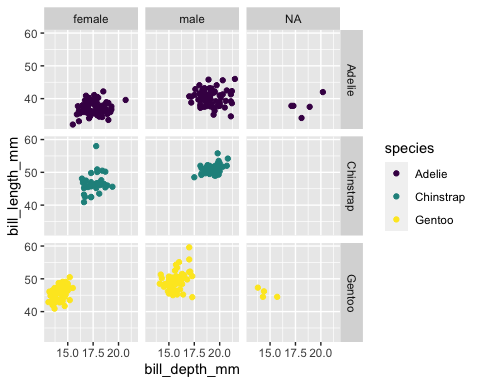 female male NA
60
50
40
Adelie
60
50
40
Chinstrap
60
50
40
Gentoo
15.0 17.5 20.0 15.0 17.5 20.0 15.0 17.5 20.0
bill_depth_mm
bill_length_mm
species
Adelie
Chinstrap
Gentoo